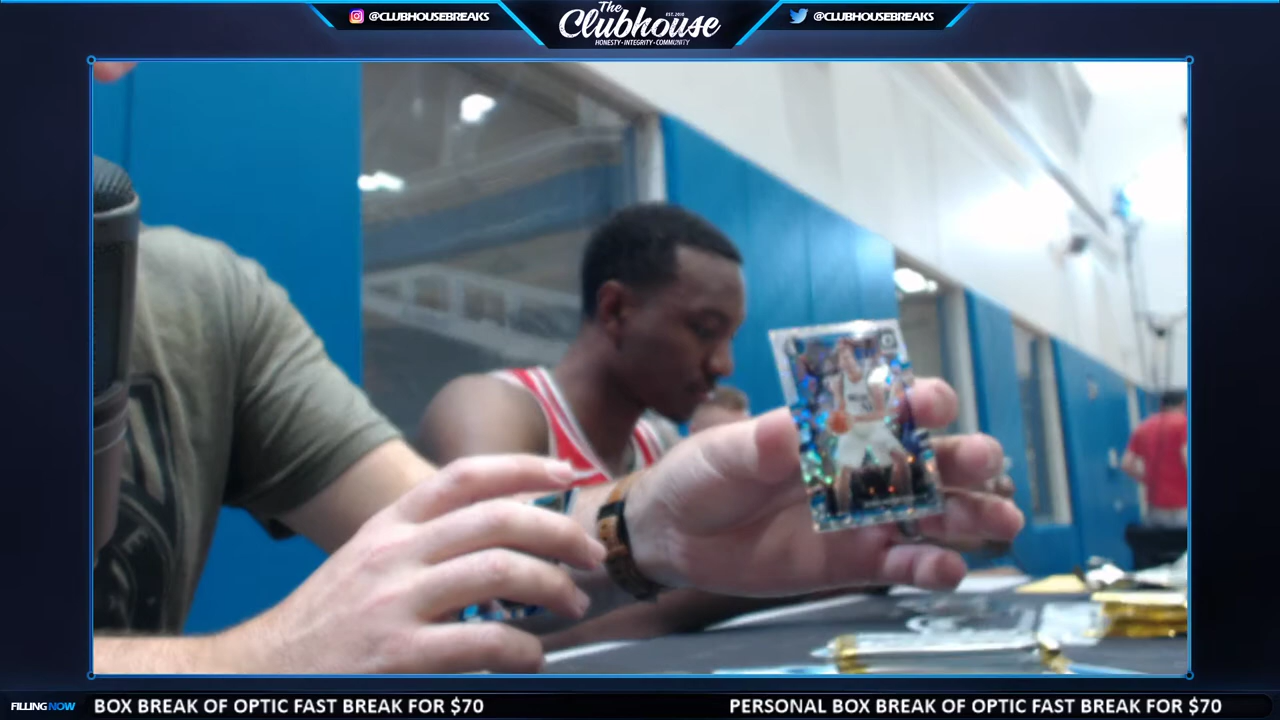 @CLUBHOUSEBREAKS
The
Clubhouse
EST. 2018
HONESTY • INTEGRITY • COMMUNITY
@CLUBHOUSEBREAKS
FILLING NOW
BOX BREAK OF OPTIC FAST BREAK FOR $70
PERSONAL BOX BREAK OF OPTIC FAST BREAK FOR $70